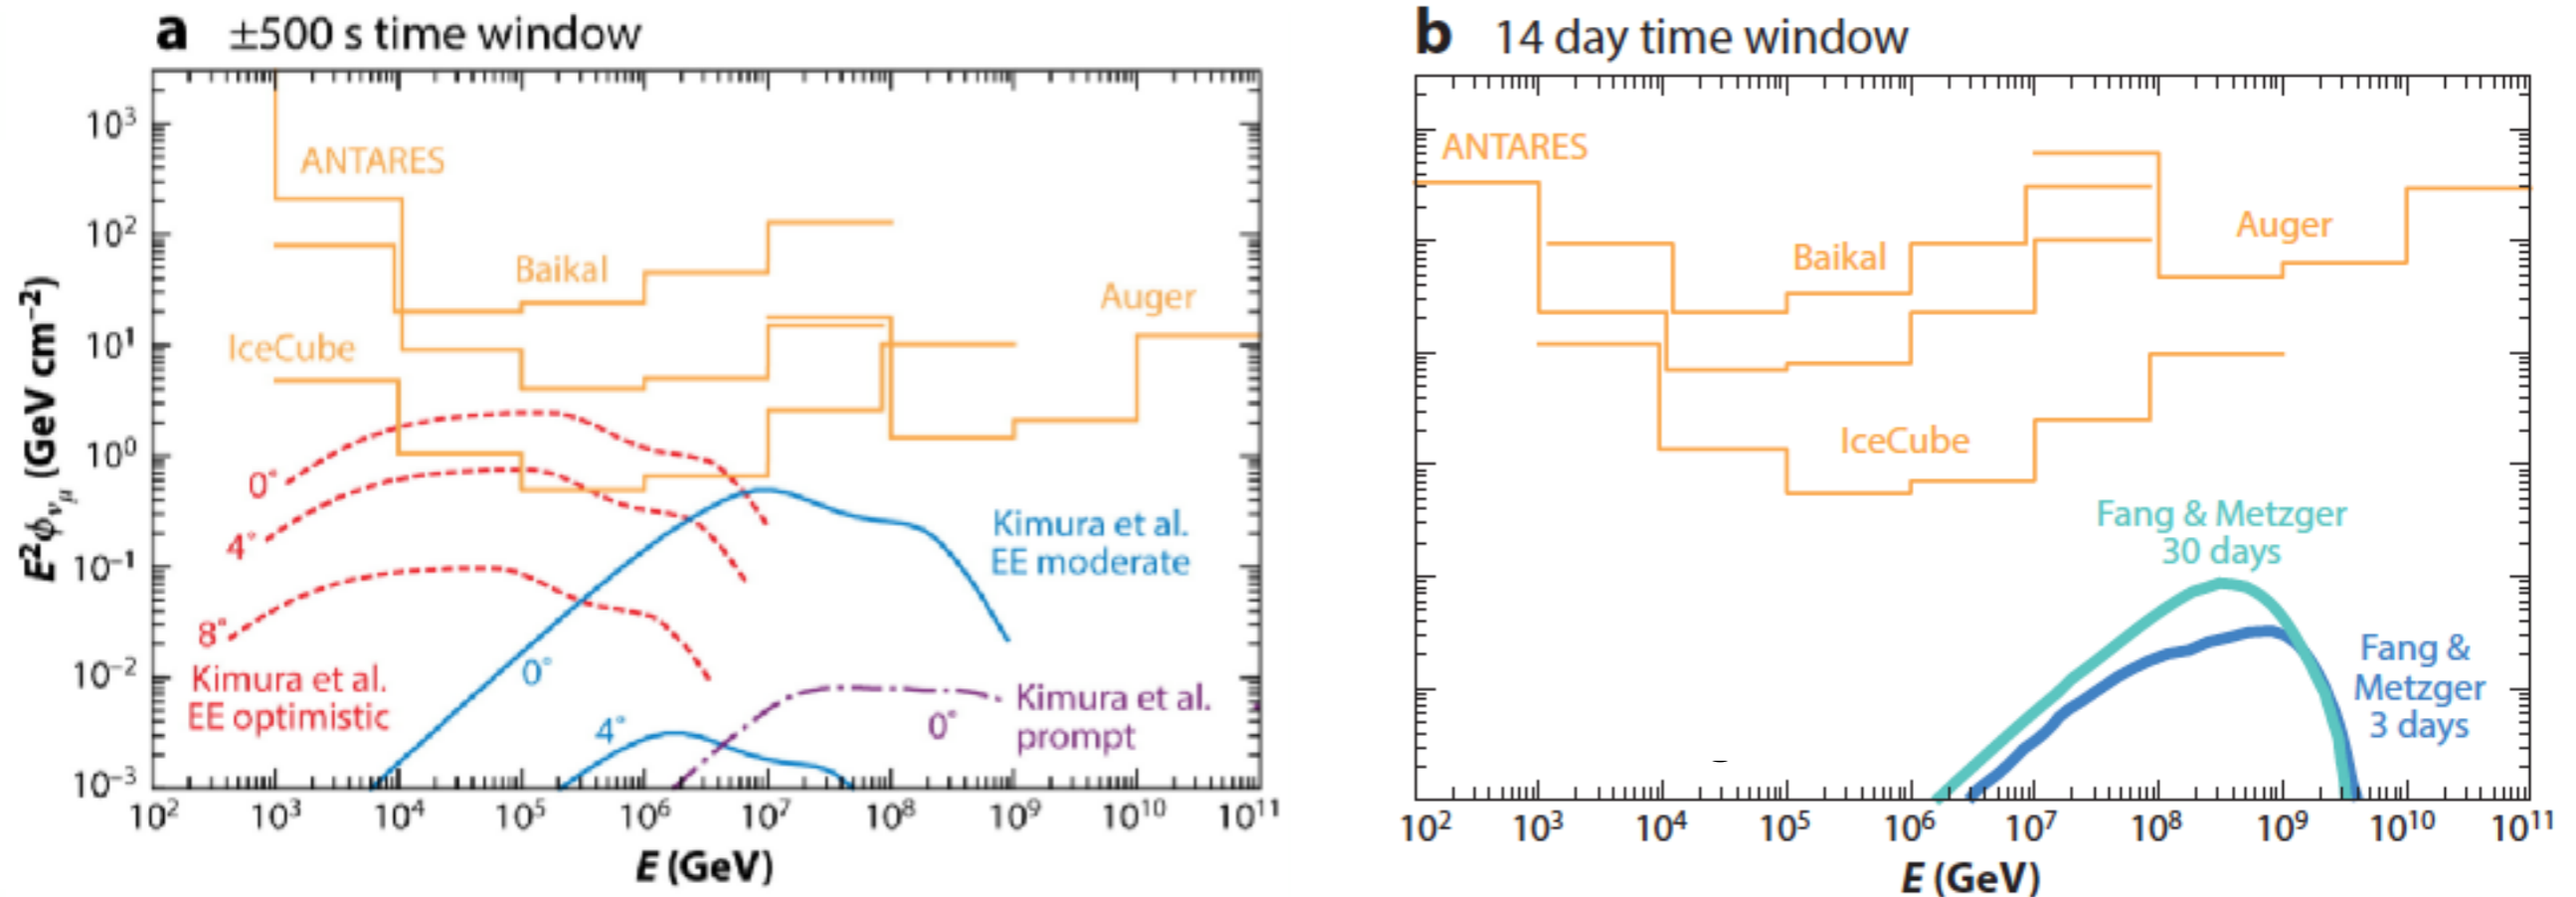 a ±500 s time window
10³
10²
10¹
10⁰
10⁻¹
10⁻²
10⁻³
E²ϕνμ (GeV cm⁻²)
ANTARES
Baikal
Auger
IceCube
0°
4°
8°
Kimura et al.
EE optimistic
0°
4°
Kimura et al.
EE moderate
0°
Kimura et al.
prompt
10² 10³ 10⁴ 10⁵ 10⁶ 10⁷ 10⁸ 10⁹ 10¹⁰ 10¹¹
E (GeV)
b 14 day time window
ANTARES
Baikal
Auger
IceCube
Fang & Metzger
30 days
Fang &
Metzger
3 days
10² 10³ 10⁴ 10⁵ 10⁶ 10⁷ 10⁸ 10⁹ 10¹⁰ 10¹¹
E (GeV)